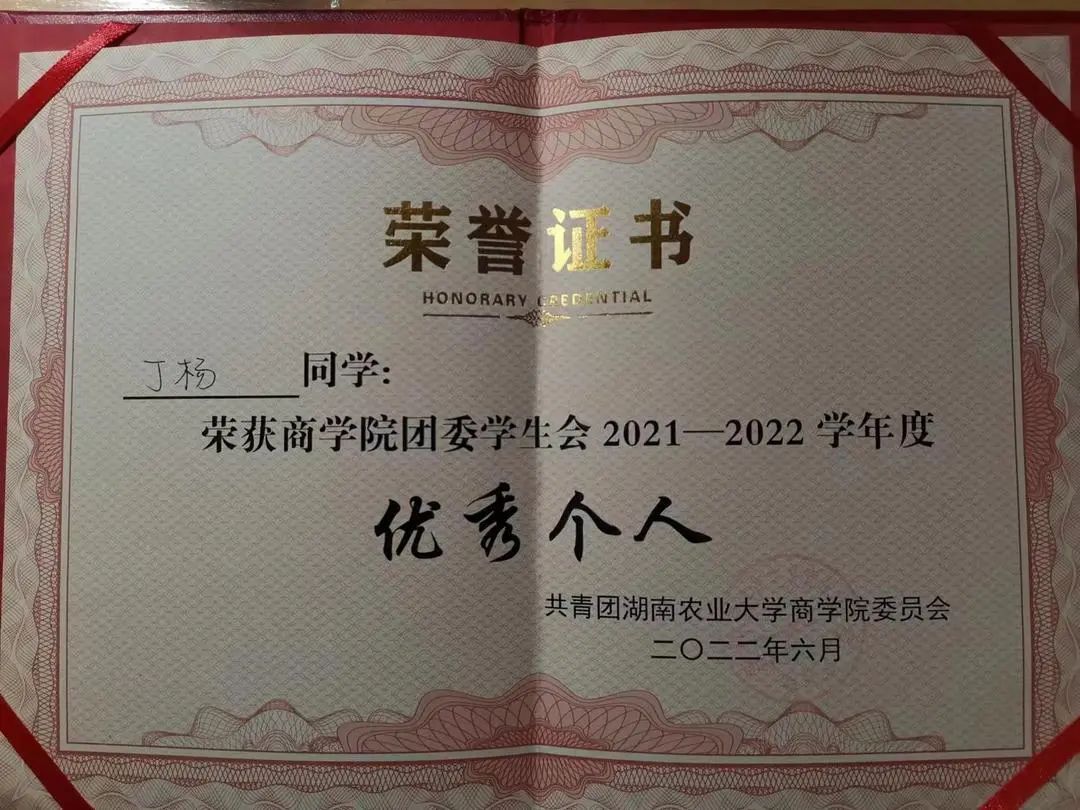 荣誉证书
HONORARY CREDENTIAL
丁杨 同学:
荣获商学院团委学生会 2021—2022 学年度
优秀个人
共青团湖南农业大学商学院委员会
二〇二二年六月